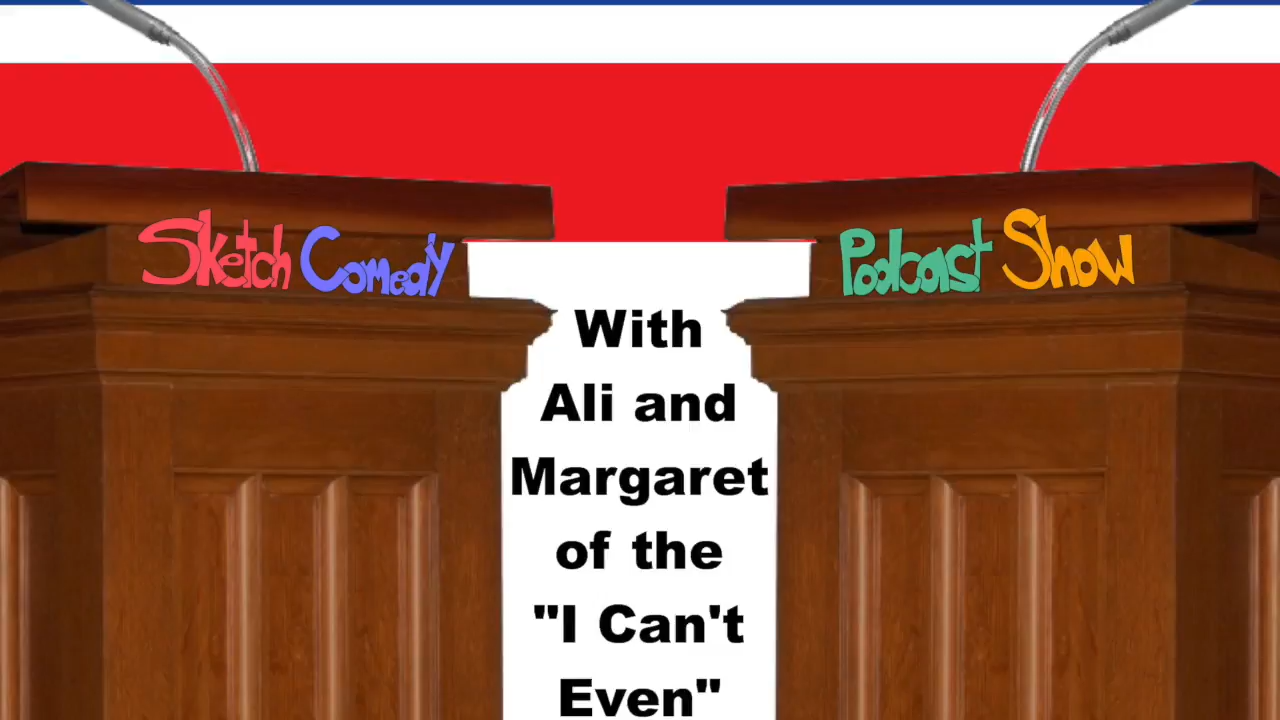 Sketch Comedy
Podcast Show
With
Ali and
Margaret
of the
"I Can't
Even"